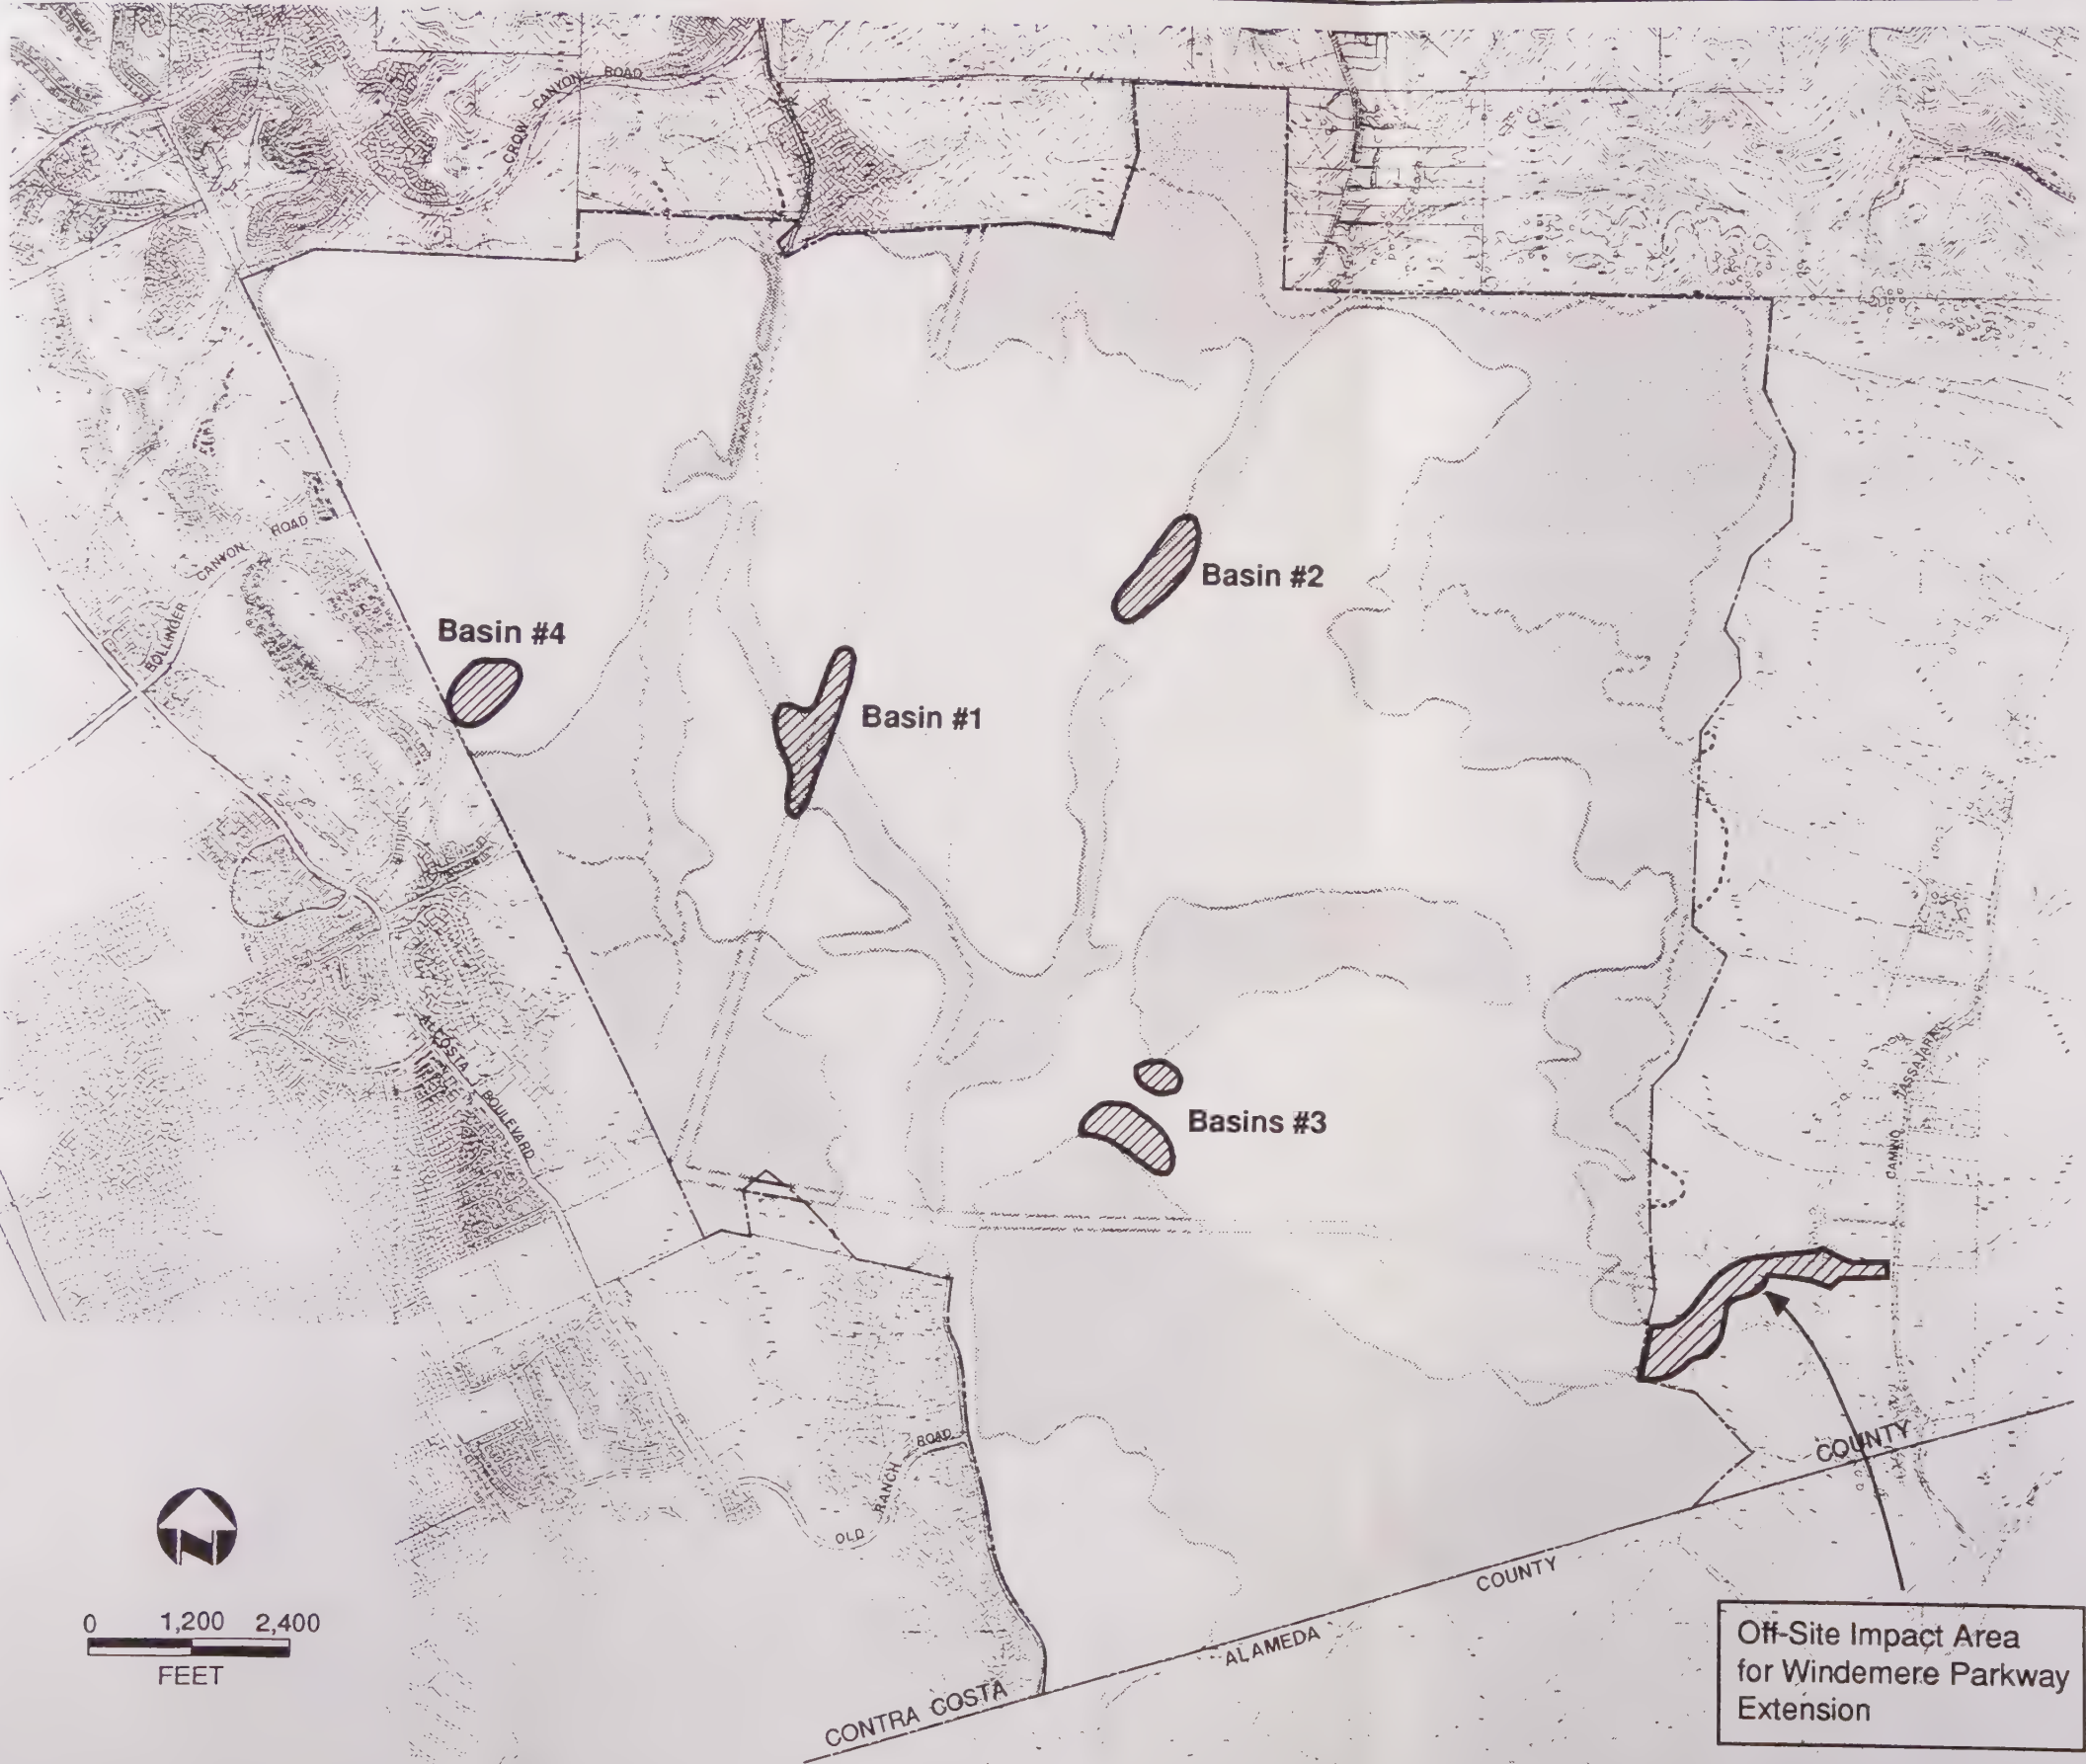 CROW CANYON ROAD
BOLLINGER CANYON ROAD
Basin #2
Basin #4
Basin #1
ALCOSTA BOULEVARD
CAMINO TASSAJARA
Basins #3
OLD RANCH ROAD
N
0 1,200 2,400
FEET
CONTRA COSTA COUNTY
ALAMEDA COUNTY
Off-Site Impact Area
for Windemere Parkway
Extension